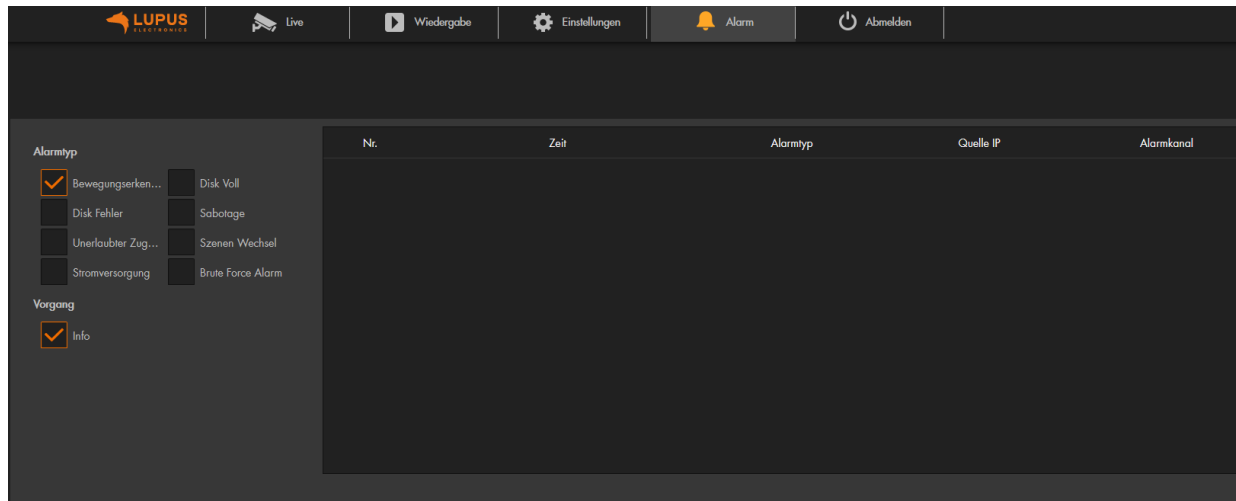 LUPUS ELECTRONICS Live Wiedergabe Einstellungen Alarm Abmelden
Nr. Zeit Alarmtyp Quelle IP Alarmkanal
Alarmtyp
Bewegungserken... Disk Voll
Disk Fehler Sabotage
Unerlaubter Zug... Szenen Wechsel
Stromversorgung Brute Force Alarm
Vorgang
Info